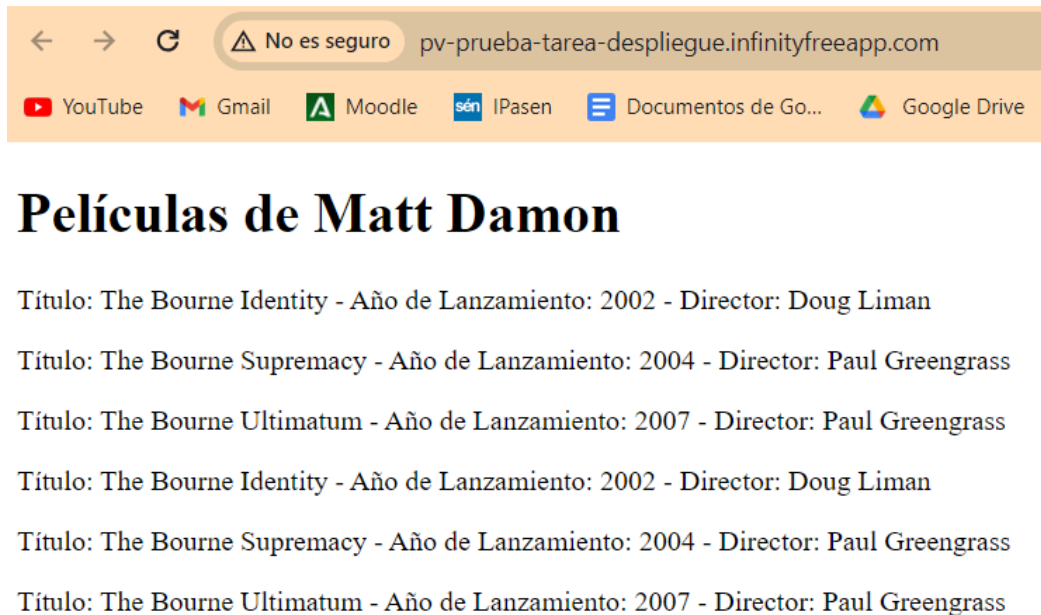 No es seguro pv-prueba-tarea-despliegue.infinityfreeapp.com
YouTube Gmail A Moodle sén IPasen Documentos de Go... Google Drive
Películas de Matt Damon
Título: The Bourne Identity - Año de Lanzamiento: 2002 - Director: Doug Liman
Título: The Bourne Supremacy - Año de Lanzamiento: 2004 - Director: Paul Greengrass
Título: The Bourne Ultimatum - Año de Lanzamiento: 2007 - Director: Paul Greengrass
Título: The Bourne Identity - Año de Lanzamiento: 2002 - Director: Doug Liman
Título: The Bourne Supremacy - Año de Lanzamiento: 2004 - Director: Paul Greengrass
Título: The Bourne Ultimatum - Año de Lanzamiento: 2007 - Director: Paul Greengrass